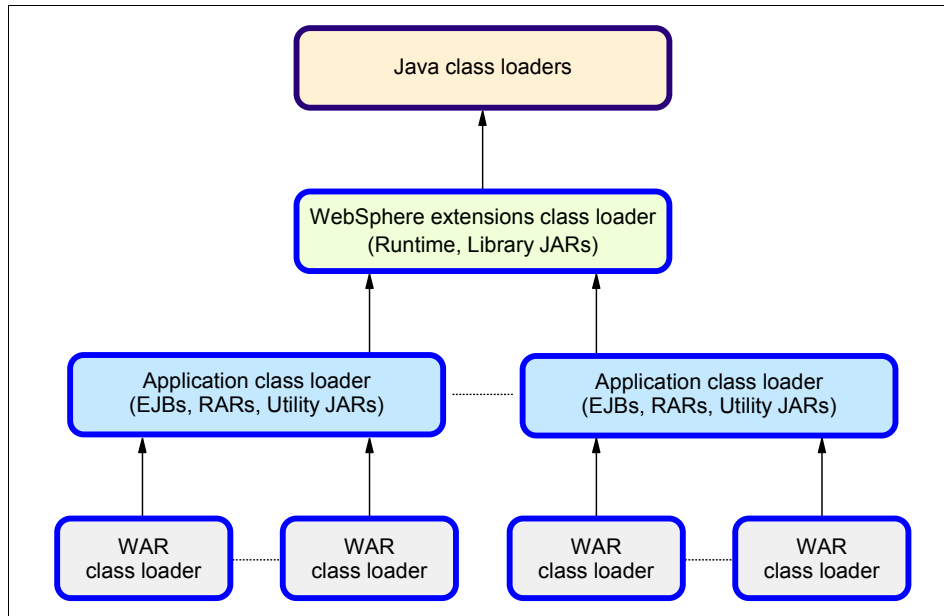 Java class loaders
WebSphere extensions class loader
(Runtime, Library JARs)
Application class loader
(EJBs, RARs, Utility JARs)
Application class loader
(EJBs, RARs, Utility JARs)
WAR
class loader
WAR
class loader
WAR
class loader
WAR
class loader